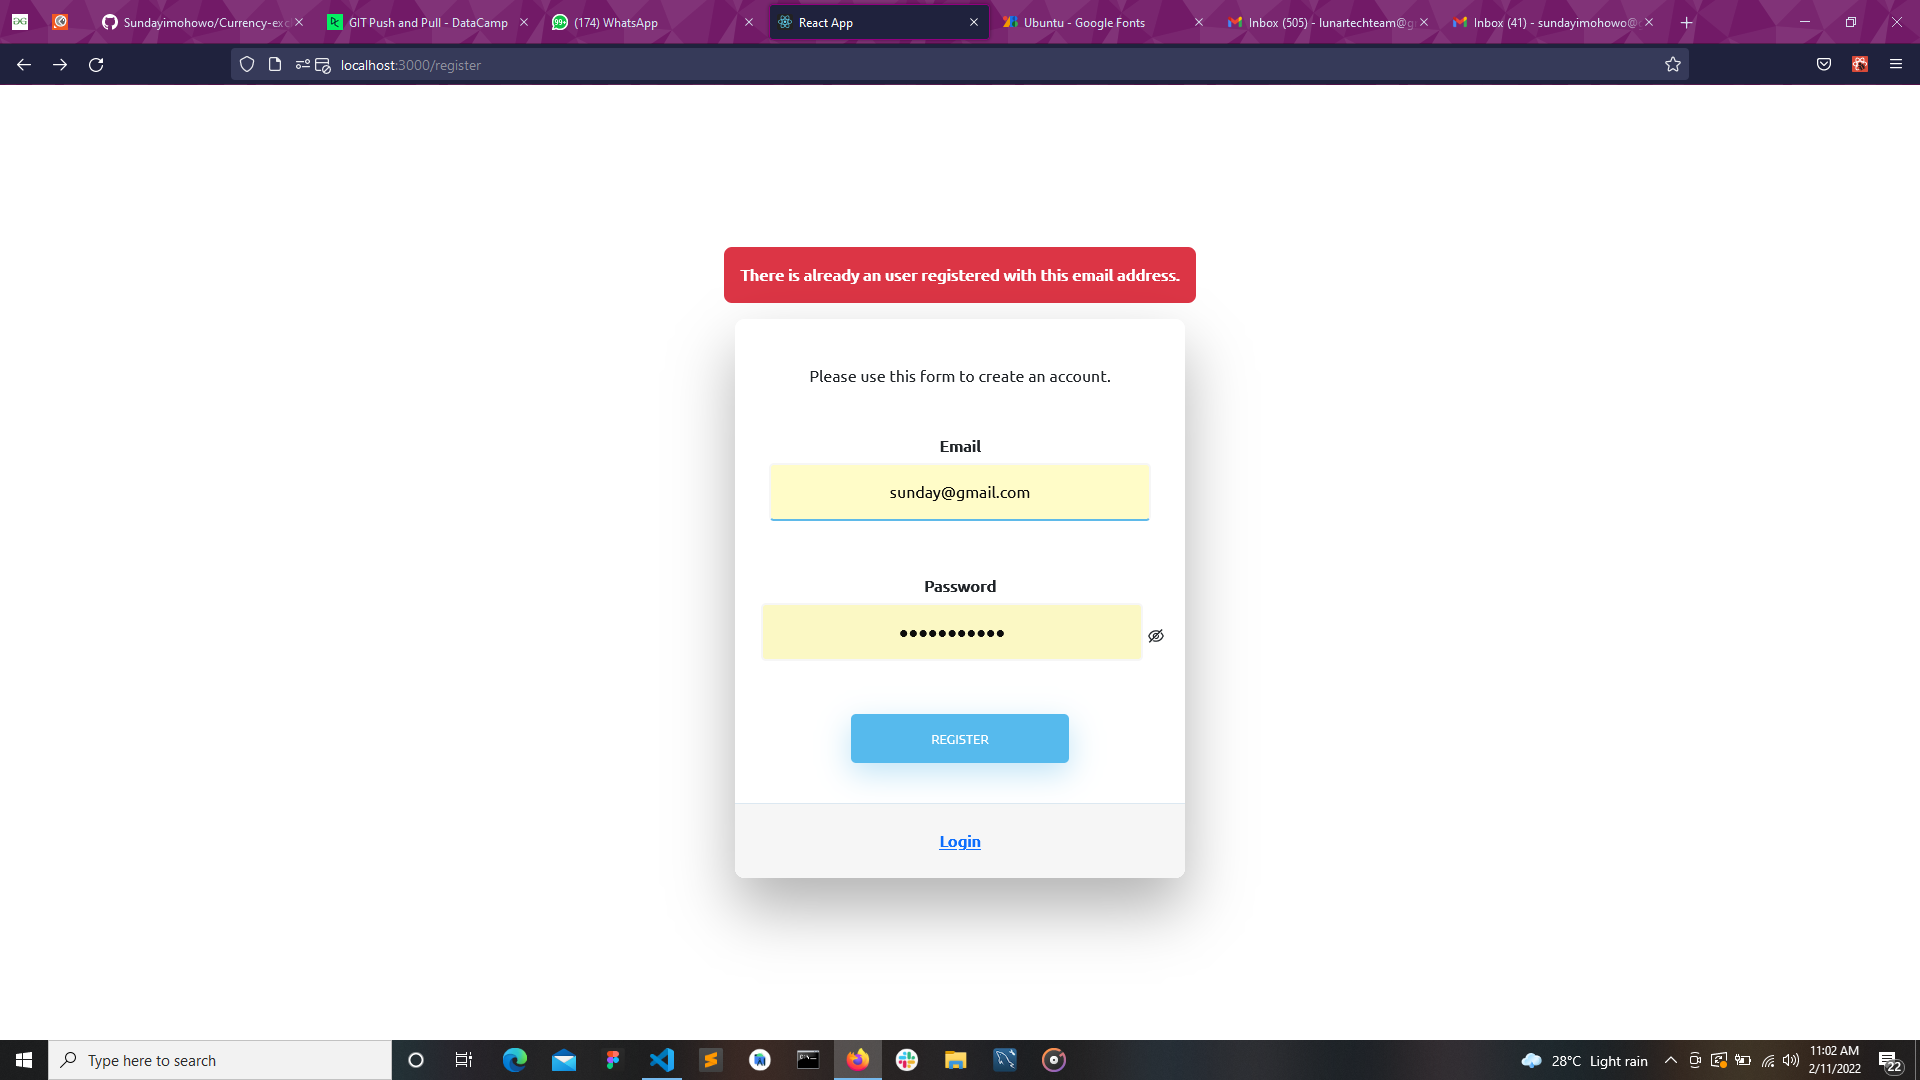 Sundayimohowo/Currency-exc
GIT Push and Pull - DataCamp
(174) WhatsApp
React App
Ubuntu - Google Fonts
Inbox (505) - lunartechteam@g
Inbox (41) - sundayimohowo@g
localhost:3000/register
There is already an user registered with this email address.
Please use this form to create an account.
Email
sunday@gmail.com
Password
REGISTER
Login
Type here to search
28°C Light rain
11:02 AM
2/11/2022
22